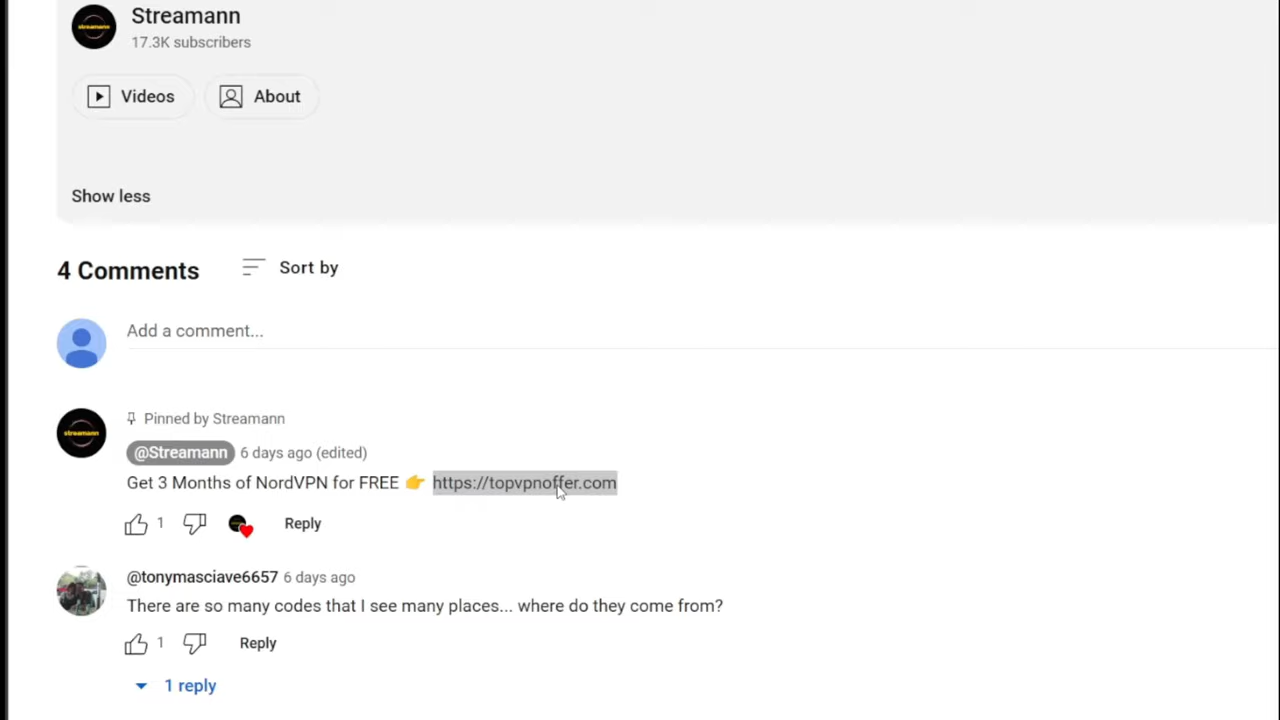 Streamann
17.3K subscribers
Videos
About
Show less
4 Comments
Sort by
Add a comment...
streamann
Pinned by Streamann
@Streamann 6 days ago (edited)
Get 3 Months of NordVPN for FREE 👉 https://topvpnoffer.com
1
Reply
@tonymasciave6657 6 days ago
There are so many codes that I see many places... where do they come from?
1
Reply
1 reply